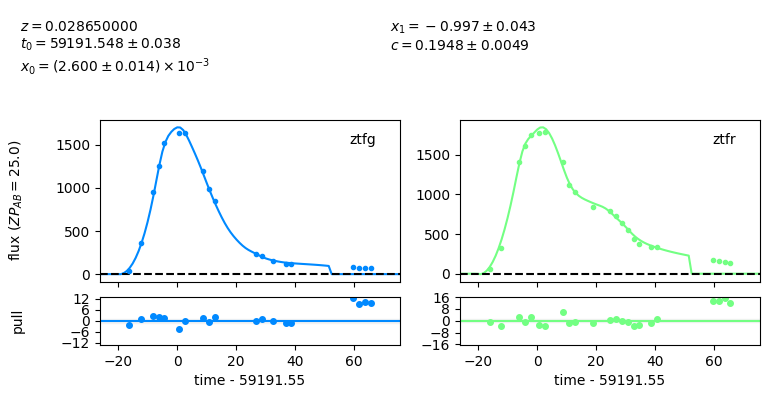 z = 0.028650000
t₀ = 59191.548 ± 0.038
x₀ = (2.600 ± 0.014) × 10⁻³
x₁ = −0.997 ± 0.043
c = 0.1948 ± 0.0049
flux (ZP_AB = 25.0)
1500
1000
500
0
ztfg
1500
1000
500
0
ztfr
pull
12
6
0
−6
−12
−20 0 20 40 60
time - 59191.55
16
8
0
−8
−16
−20 0 20 40 60
time - 59191.55